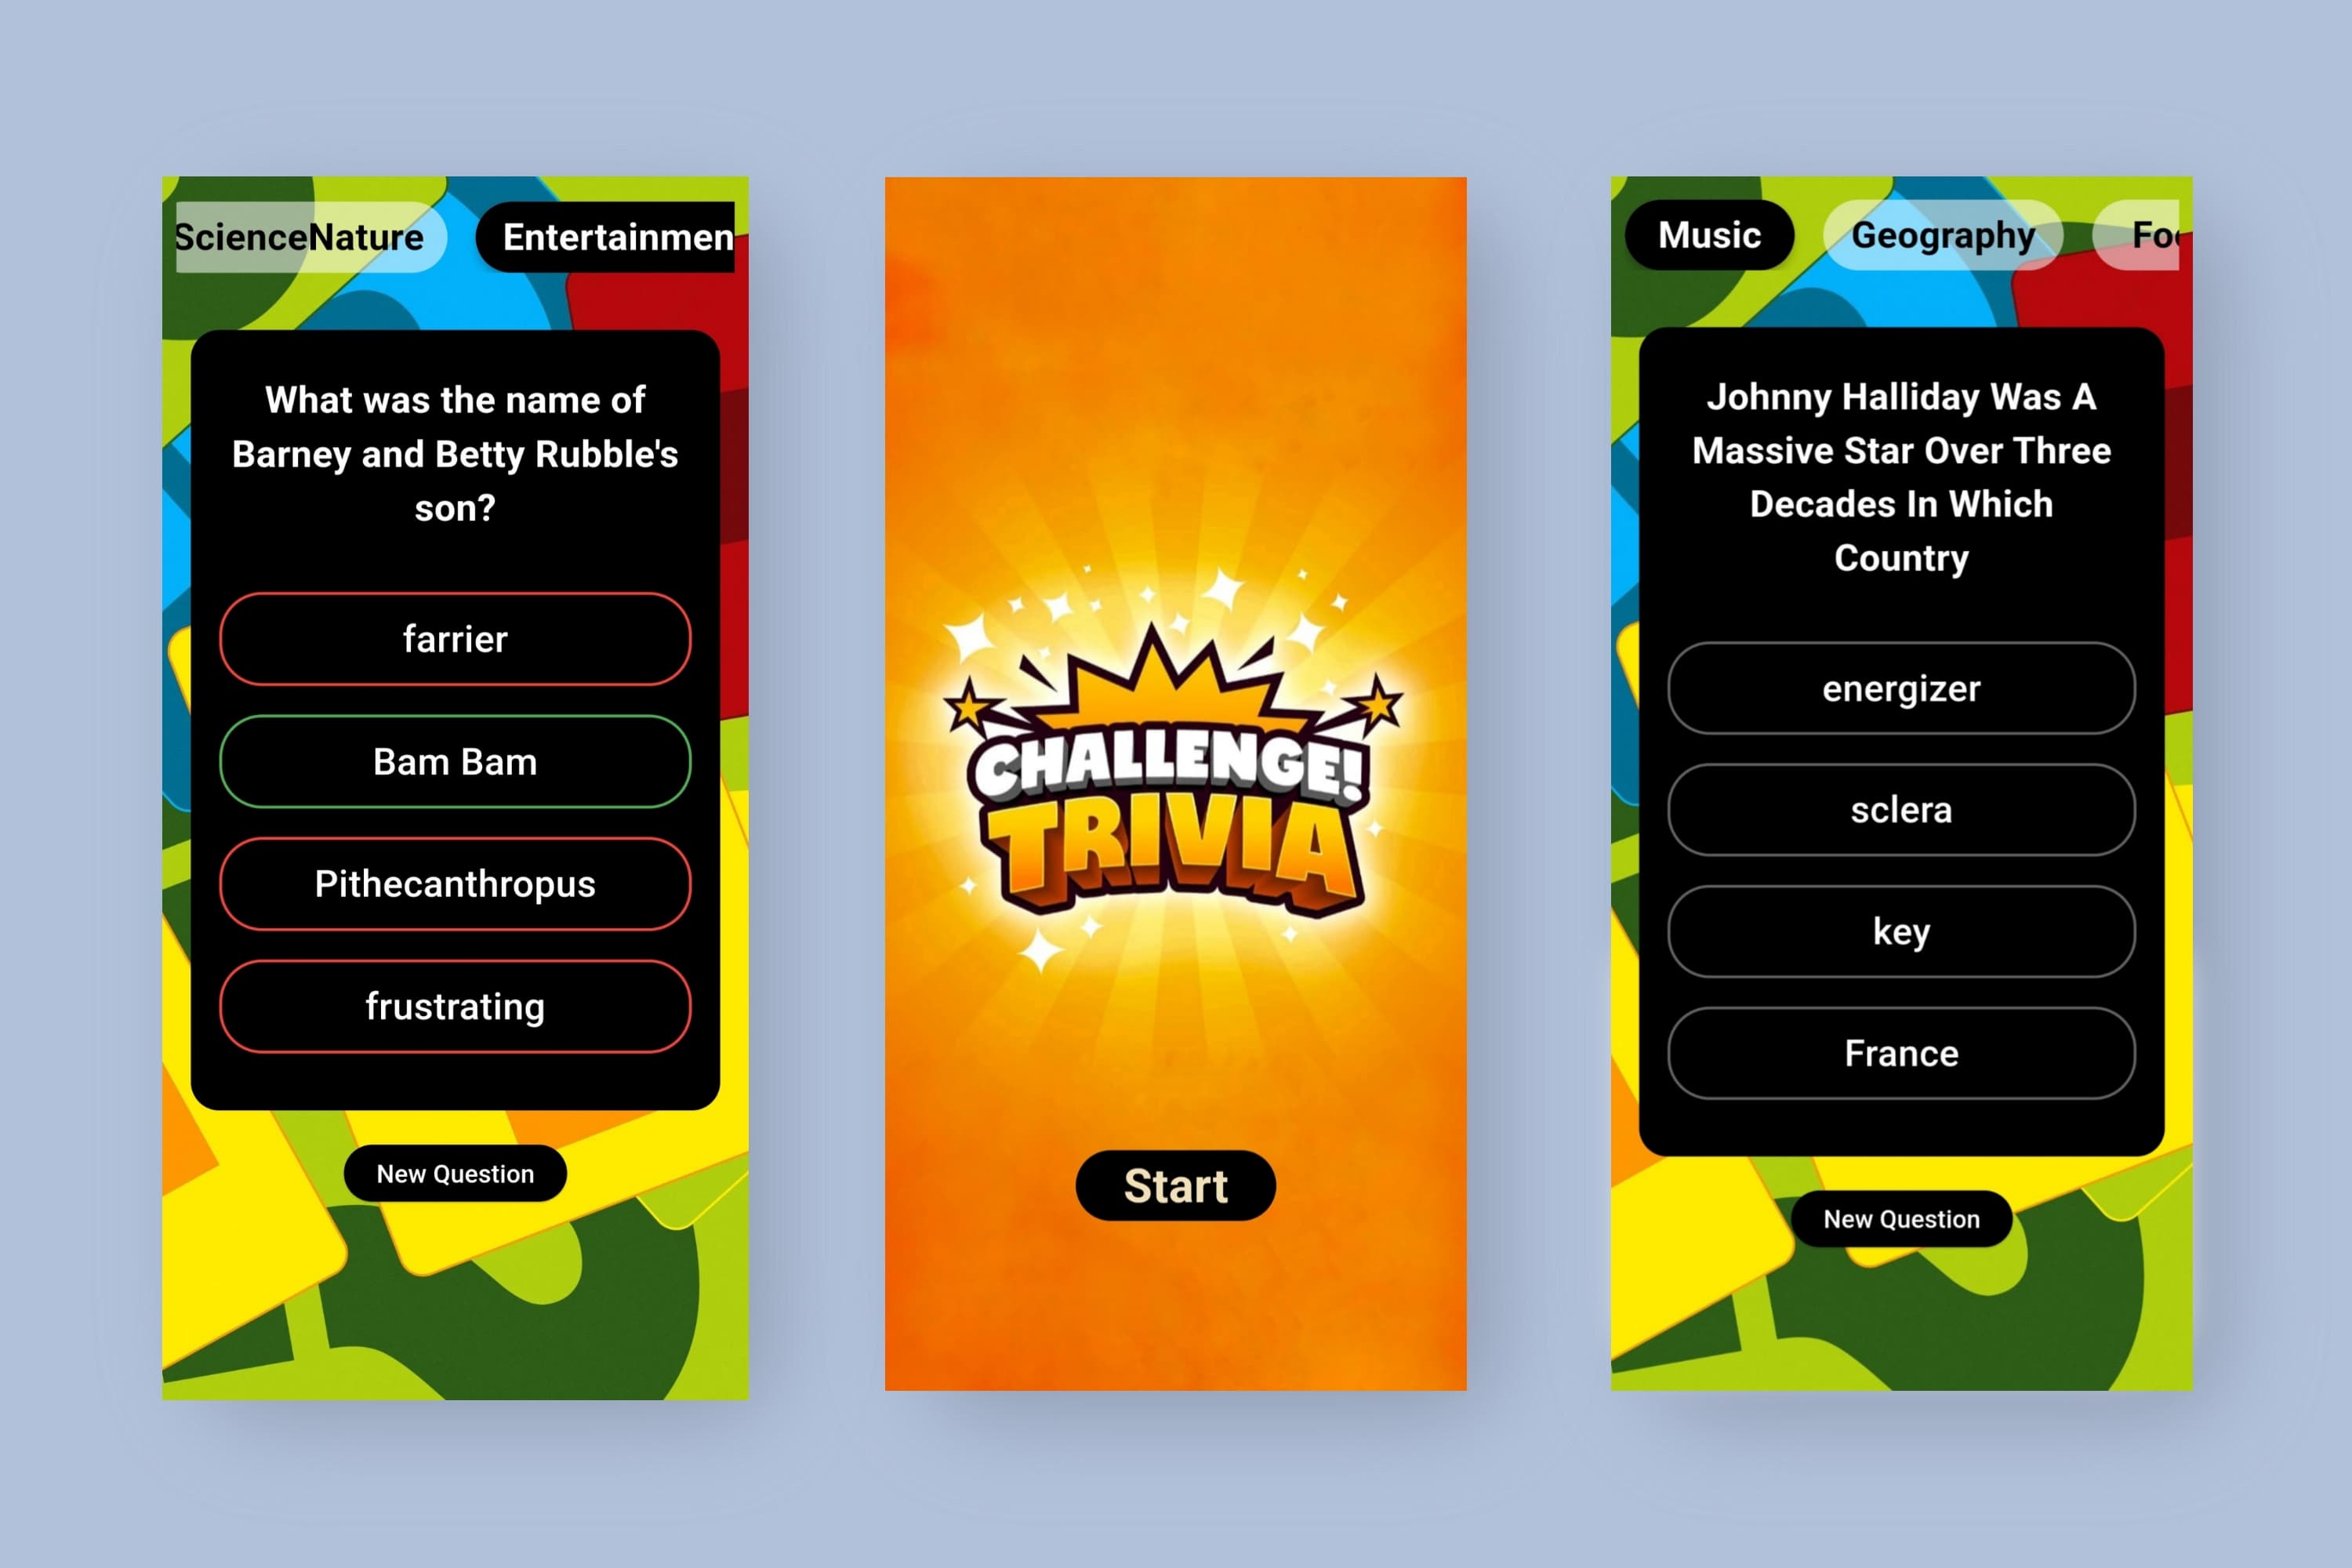 ScienceNature
Entertainmen
What was the name of
Barney and Betty Rubble's
son?
farrier
Bam Bam
Pithecanthropus
frustrating
New Question
CHALLENGE!
TRIVIA
Start
Music
Geography
Foo
Johnny Halliday Was A
Massive Star Over Three
Decades In Which
Country
energizer
sclera
key
France
New Question